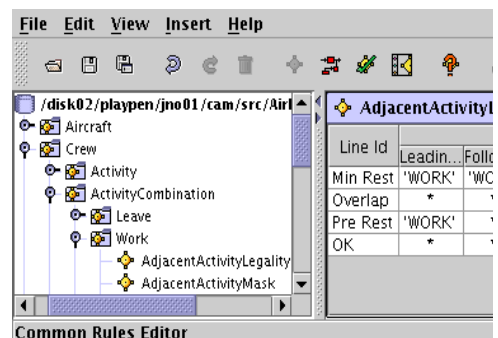 File Edit View Insert Help
/disk02/playpen/jno01/cam/src/Airl
Aircraft
Crew
Activity
ActivityCombination
Leave
Work
AdjacentActivityLegality
AdjacentActivityMask
AdjacentActivityL
Line Id
Leadin... Follo
Min Rest 'WORK' 'WO
Overlap *
Pre Rest 'WORK'
OK *
Common Rules Editor